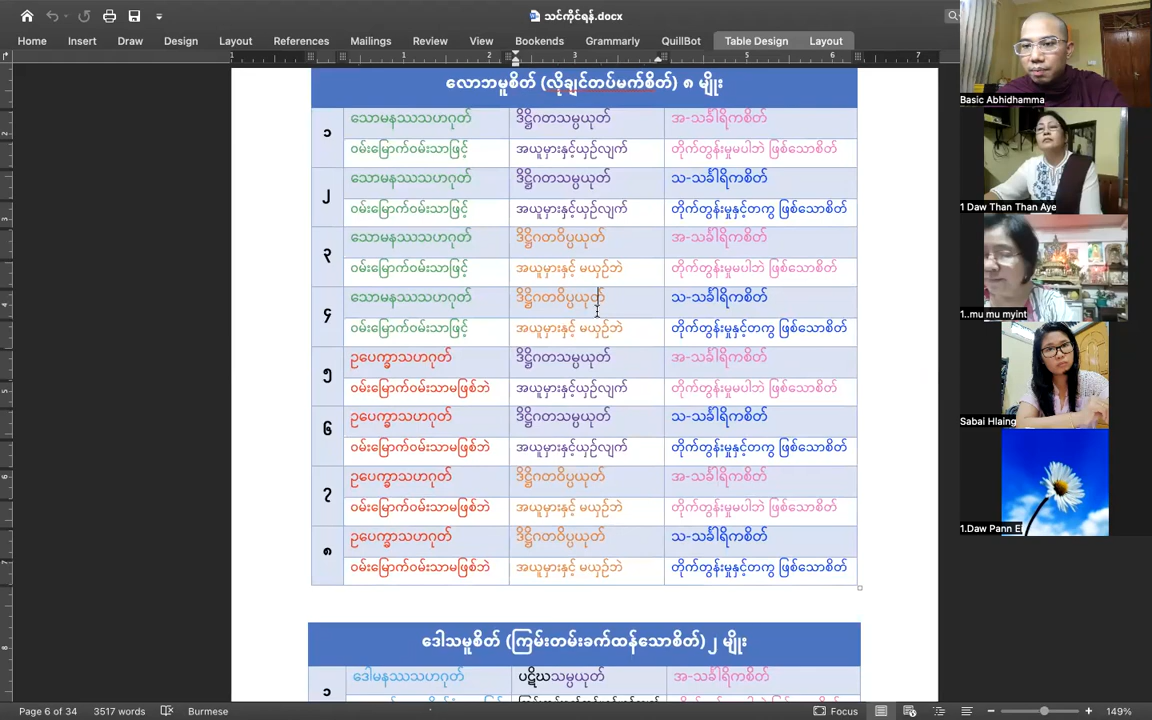 သင်ကိုင်ရန်.docx
Home Insert Draw Design Layout References Mailings Review View Bookends Grammarly QuillBot Table Design Layout
1 2 3 4 5 6 7
လောဘမူစိတ် (လိုချင်တပ်မက်စိတ်) ၈ မျိုး
၁ သောမနဿသဟဂုတ် ဒိဋ္ဌိဂတသမ္ပယုတ် အ-သင်္ခါရိကစိတ်
ဝမ်းမြောက်ဝမ်းသာဖြင့် အယူမှားနှင့်ယှဉ်လျက် တိုက်တွန်းမှုမပါဘဲ ဖြစ်သောစိတ်
၂ သောမနဿသဟဂုတ် ဒိဋ္ဌိဂတသမ္ပယုတ် သ-သင်္ခါရိကစိတ်
ဝမ်းမြောက်ဝမ်းသာဖြင့် အယူမှားနှင့်ယှဉ်လျက် တိုက်တွန်းမှုနှင့်တကွ ဖြစ်သောစိတ်
၃ သောမနဿသဟဂုတ် ဒိဋ္ဌိဂတဝိပ္ပယုတ် အ-သင်္ခါရိကစိတ်
ဝမ်းမြောက်ဝမ်းသာဖြင့် အယူမှားနှင့် မယှဉ်ဘဲ တိုက်တွန်းမှုမပါဘဲ ဖြစ်သောစိတ်
၄ သောမနဿသဟဂုတ် ဒိဋ္ဌိဂတဝိပ္ပယုတ် သ-သင်္ခါရိကစိတ်
ဝမ်းမြောက်ဝမ်းသာဖြင့် အယူမှားနှင့် မယှဉ်ဘဲ တိုက်တွန်းမှုနှင့်တကွ ဖြစ်သောစိတ်
၅ ဥပေက္ခာသဟဂုတ် ဒိဋ္ဌိဂတသမ္ပယုတ် အ-သင်္ခါရိကစိတ်
ဝမ်းမြောက်ဝမ်းသာမဖြစ်ဘဲ အယူမှားနှင့်ယှဉ်လျက် တိုက်တွန်းမှုမပါဘဲ ဖြစ်သောစိတ်
၆ ဥပေက္ခာသဟဂုတ် ဒိဋ္ဌိဂတသမ္ပယုတ် သ-သင်္ခါရိကစိတ်
ဝမ်းမြောက်ဝမ်းသာမဖြစ်ဘဲ အယူမှားနှင့်ယှဉ်လျက် တိုက်တွန်းမှုနှင့်တကွ ဖြစ်သောစိတ်
၇ ဥပေက္ခာသဟဂုတ် ဒိဋ္ဌိဂတဝိပ္ပယုတ် အ-သင်္ခါရိကစိတ်
ဝမ်းမြောက်ဝမ်းသာမဖြစ်ဘဲ အယူမှားနှင့် မယှဉ်ဘဲ တိုက်တွန်းမှုမပါဘဲ ဖြစ်သောစိတ်
၈ ဥပေက္ခာသဟဂုတ် ဒိဋ္ဌိဂတဝိပ္ပယုတ် သ-သင်္ခါရိကစိတ်
ဝမ်းမြောက်ဝမ်းသာမဖြစ်ဘဲ အယူမှားနှင့် မယှဉ်ဘဲ တိုက်တွန်းမှုနှင့်တကွ ဖြစ်သောစိတ်
ဒေါသမူစိတ် (ကြမ်းတမ်းခက်ထန်သောစိတ်) ၂ မျိုး
၁ ဒေါမနဿသဟဂုတ် ပဋိဃသမ္ပယုတ် အ-သင်္ခါရိကစိတ်
Page 6 of 34 3517 words Burmese Focus 149%
Basic Abhidhamma
1 Daw Than Than Aye
1..mu mu myint
Sabai Hlaing
1.Daw Pann Ei